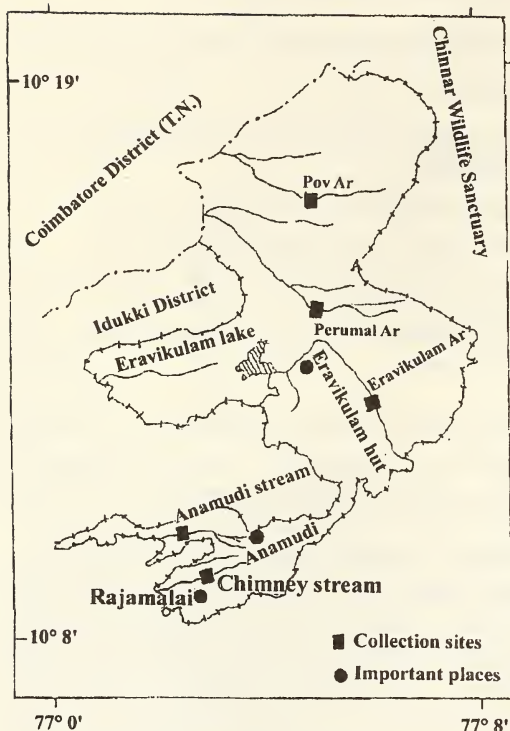 10° 19'
Coimbatore District (T.N.)
Chinnar Wildlife Sanctuary
Pov Ar
Idukki District
Perumal Ar
Eravikulam lake
Eravikulam Ar
Eravikulam hut
Anamudi stream
Anamudi
Chimney stream
Rajamalai
10° 8'
Collection sites
Important places
77° 0'
77° 8'